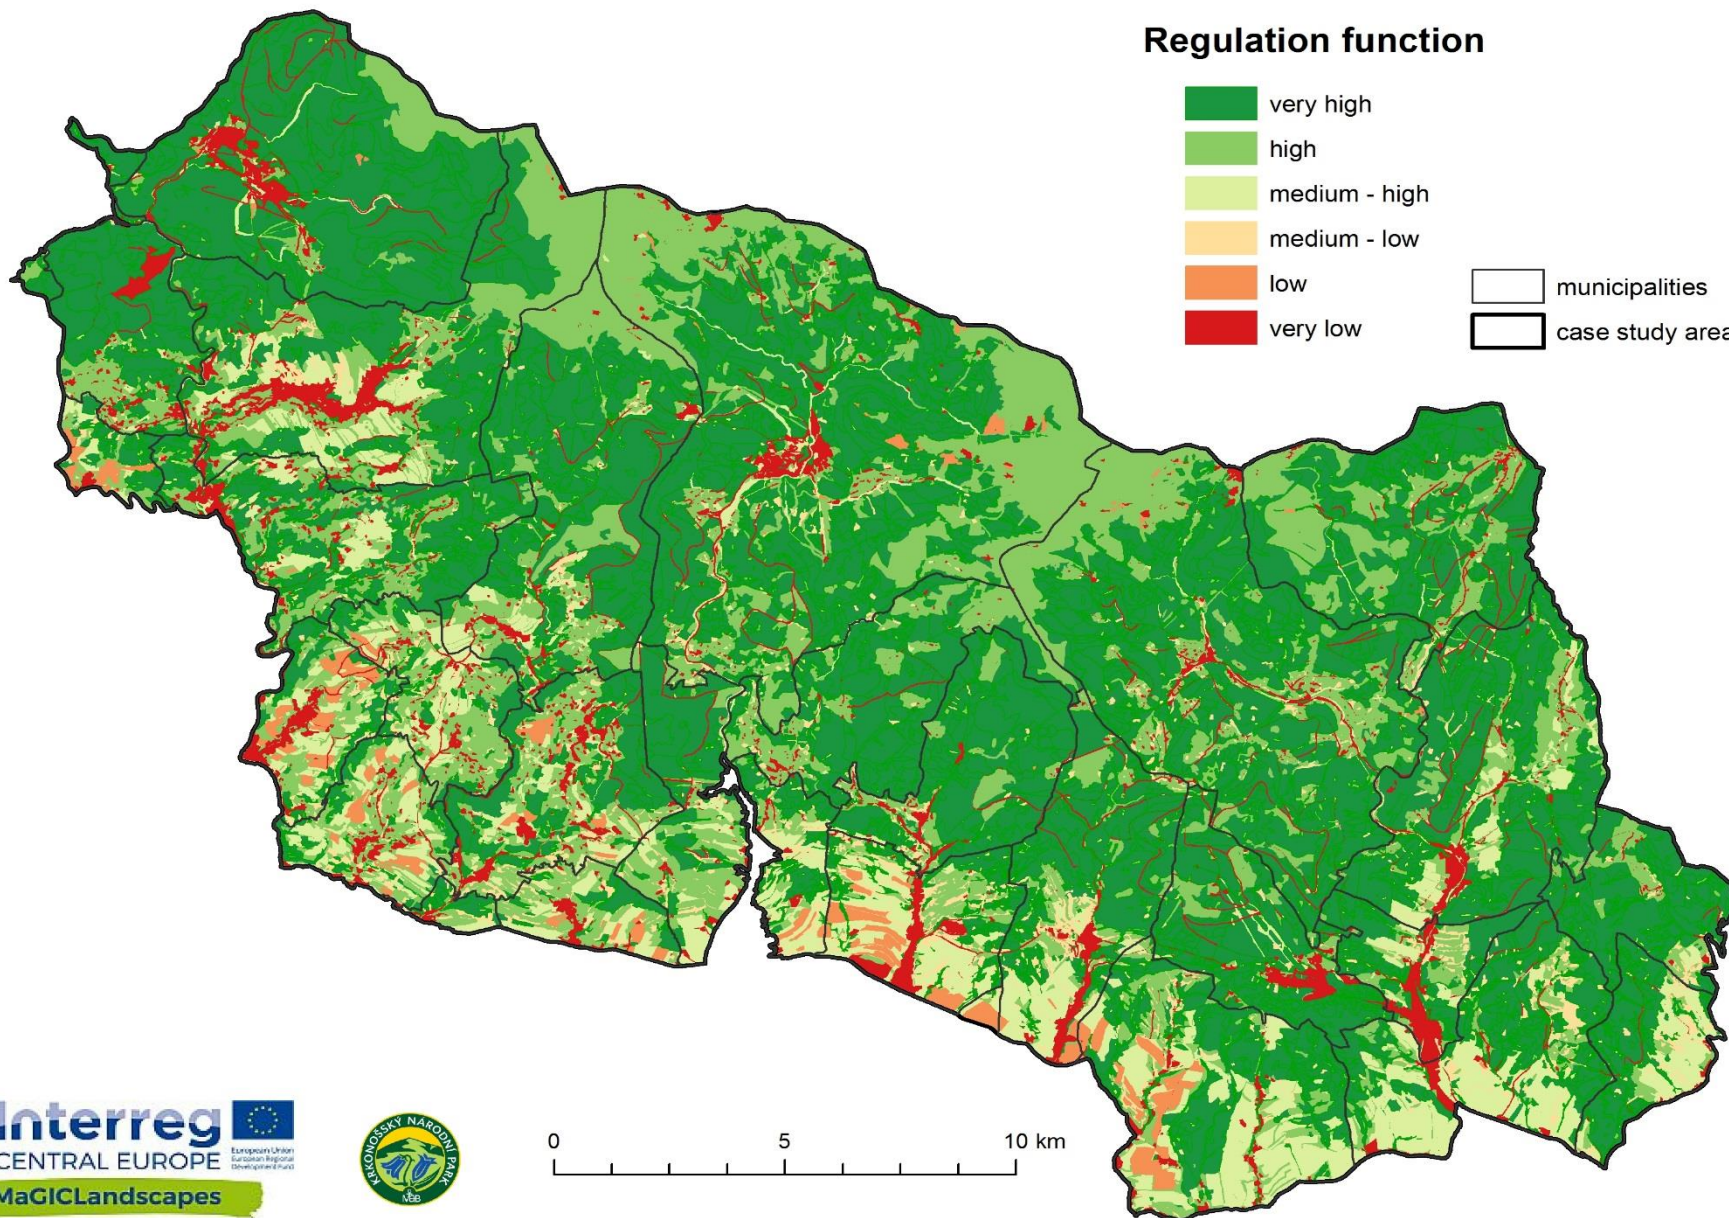 Regulation function
very high
high
medium - high
medium - low
low
very low
municipalities
case study area
Interreg
CENTRAL EUROPE
European Union
European Regional
Development Fund
MaGICLandscapes
KRKONOŠSKÝ NÁRODNÍ PARK
MAB
0 5 10 km